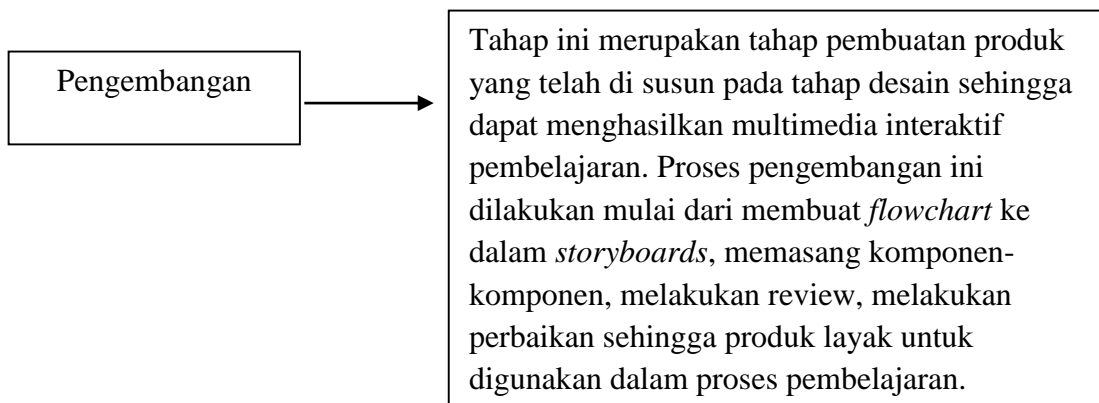 Pengembangan
Tahap ini merupakan tahap pembuatan produk
yang telah di susun pada tahap desain sehingga
dapat menghasilkan multimedia interaktif
pembelajaran. Proses pengembangan ini
dilakukan mulai dari membuat flowchart ke
dalam storyboards, memasang komponen-
komponen, melakukan review, melakukan
perbaikan sehingga produk layak untuk
digunakan dalam proses pembelajaran.